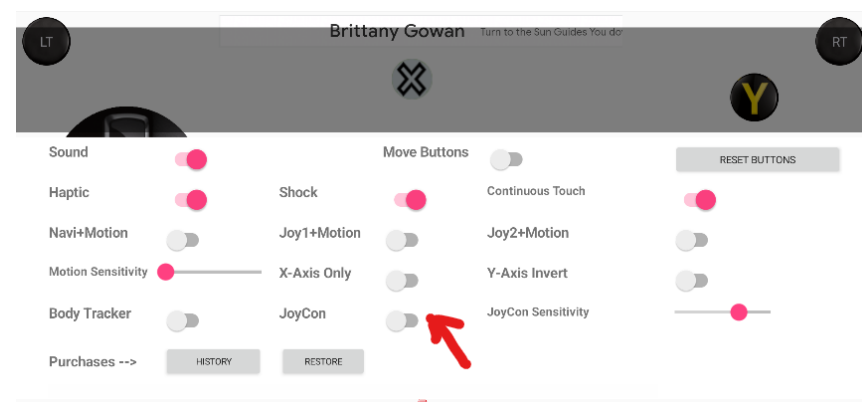 LT
Brittany Gowan Turn to the Sun Guides You
RT
Y
Sound Move Buttons RESET BUTTONS
Haptic Shock Continuous Touch
Navi+Motion Joy1+Motion Joy2+Motion
Motion Sensitivity X-Axis Only Y-Axis Invert
Body Tracker JoyCon JoyCon Sensitivity
Purchases --> HISTORY RESTORE